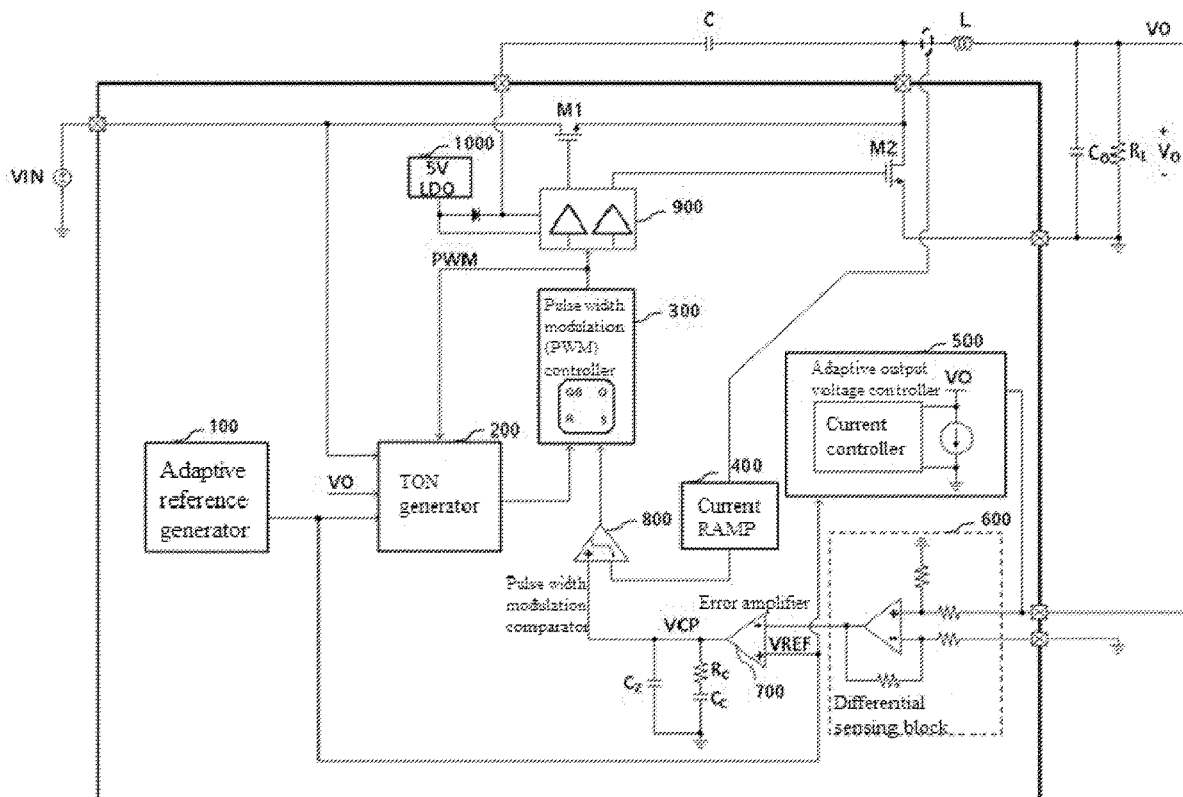 C
L
VO
M1
1000
5V
LDO
VIN
M2
CO
RL
+
VO
-
900
PWM
Pulse width
modulation
(PWM)
controller
300
QB Q
R S
500
Adaptive output
voltage controller
VO
Current
controller
100
Adaptive
reference
generator
200
VO
TON
generator
400
Current
RAMP
800
600
Pulse width
modulation
comparator
+
-
Error amplifier
VCP
-
VREF
+
700
+
-
CZ
RC
CC
Differential
sensing block